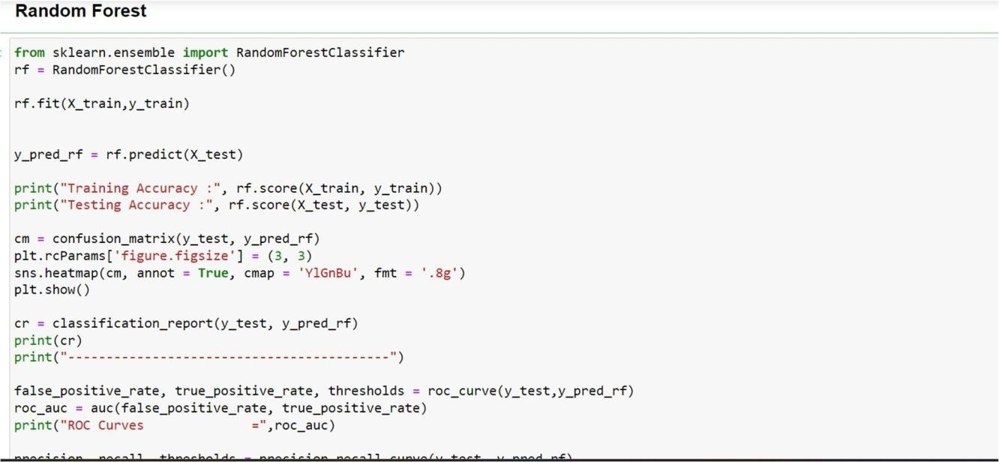 Random Forest
from sklearn.ensemble import RandomForestClassifier
rf = RandomForestClassifier()
rf.fit(X_train,y_train)
y_pred_rf = rf.predict(X_test)
print("Training Accuracy :", rf.score(X_train, y_train))
print("Testing Accuracy :", rf.score(X_test, y_test))
cm = confusion_matrix(y_test, y_pred_rf)
plt.rcParams['figure.figsize'] = (3, 3)
sns.heatmap(cm, annot = True, cmap = 'YlGnBu', fmt = '.8g')
plt.show()
cr = classification_report(y_test, y_pred_rf)
print(cr)
print("------------------------------------------")
false_positive_rate, true_positive_rate, thresholds = roc_curve(y_test,y_pred_rf)
roc_auc = auc(false_positive_rate, true_positive_rate)
print("ROC Curves              =",roc_auc)
precision, recall, thresholds = precision_recall_curve(y_test, y_pred_rf)